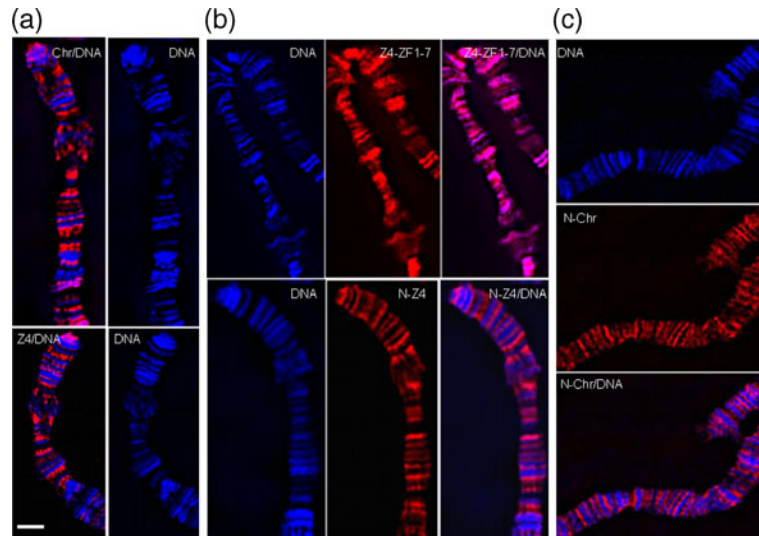 (a)
Chr/DNA
DNA
Z4/DNA
DNA
(b)
DNA
Z4-ZF1-7
Z4-ZF1-7/DNA
DNA
N-Z4
N-Z4/DNA
(c)
DNA
N-Chr
N-Chr/DNA